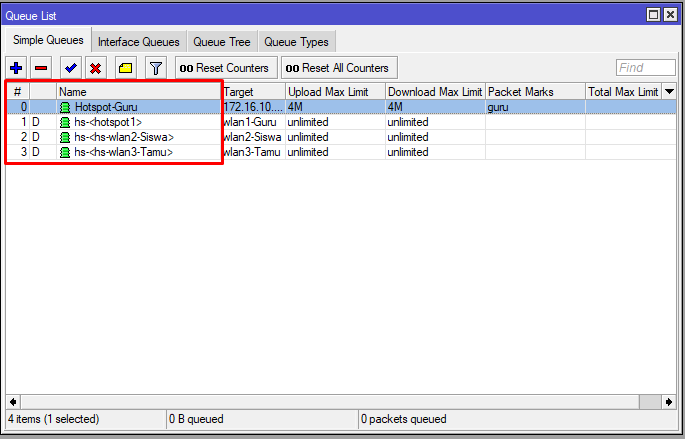 Queue List
Simple Queues Interface Queues Queue Tree Queue Types
00 Reset Counters 00 Reset All Counters Find
# Name Target Upload Max Limit Download Max Limit Packet Marks Total Max Limit
0 Hotspot-Guru 172.16.10.... 4M 4M guru
1 D hs-<hotspot1> wlan1-Guru unlimited unlimited
2 D hs-<hs-wlan2-Siswa> wlan2-Siswa unlimited unlimited
3 D hs-<hs-wlan3-Tamu> wlan3-Tamu unlimited unlimited
4 items (1 selected) 0 B queued 0 packets queued